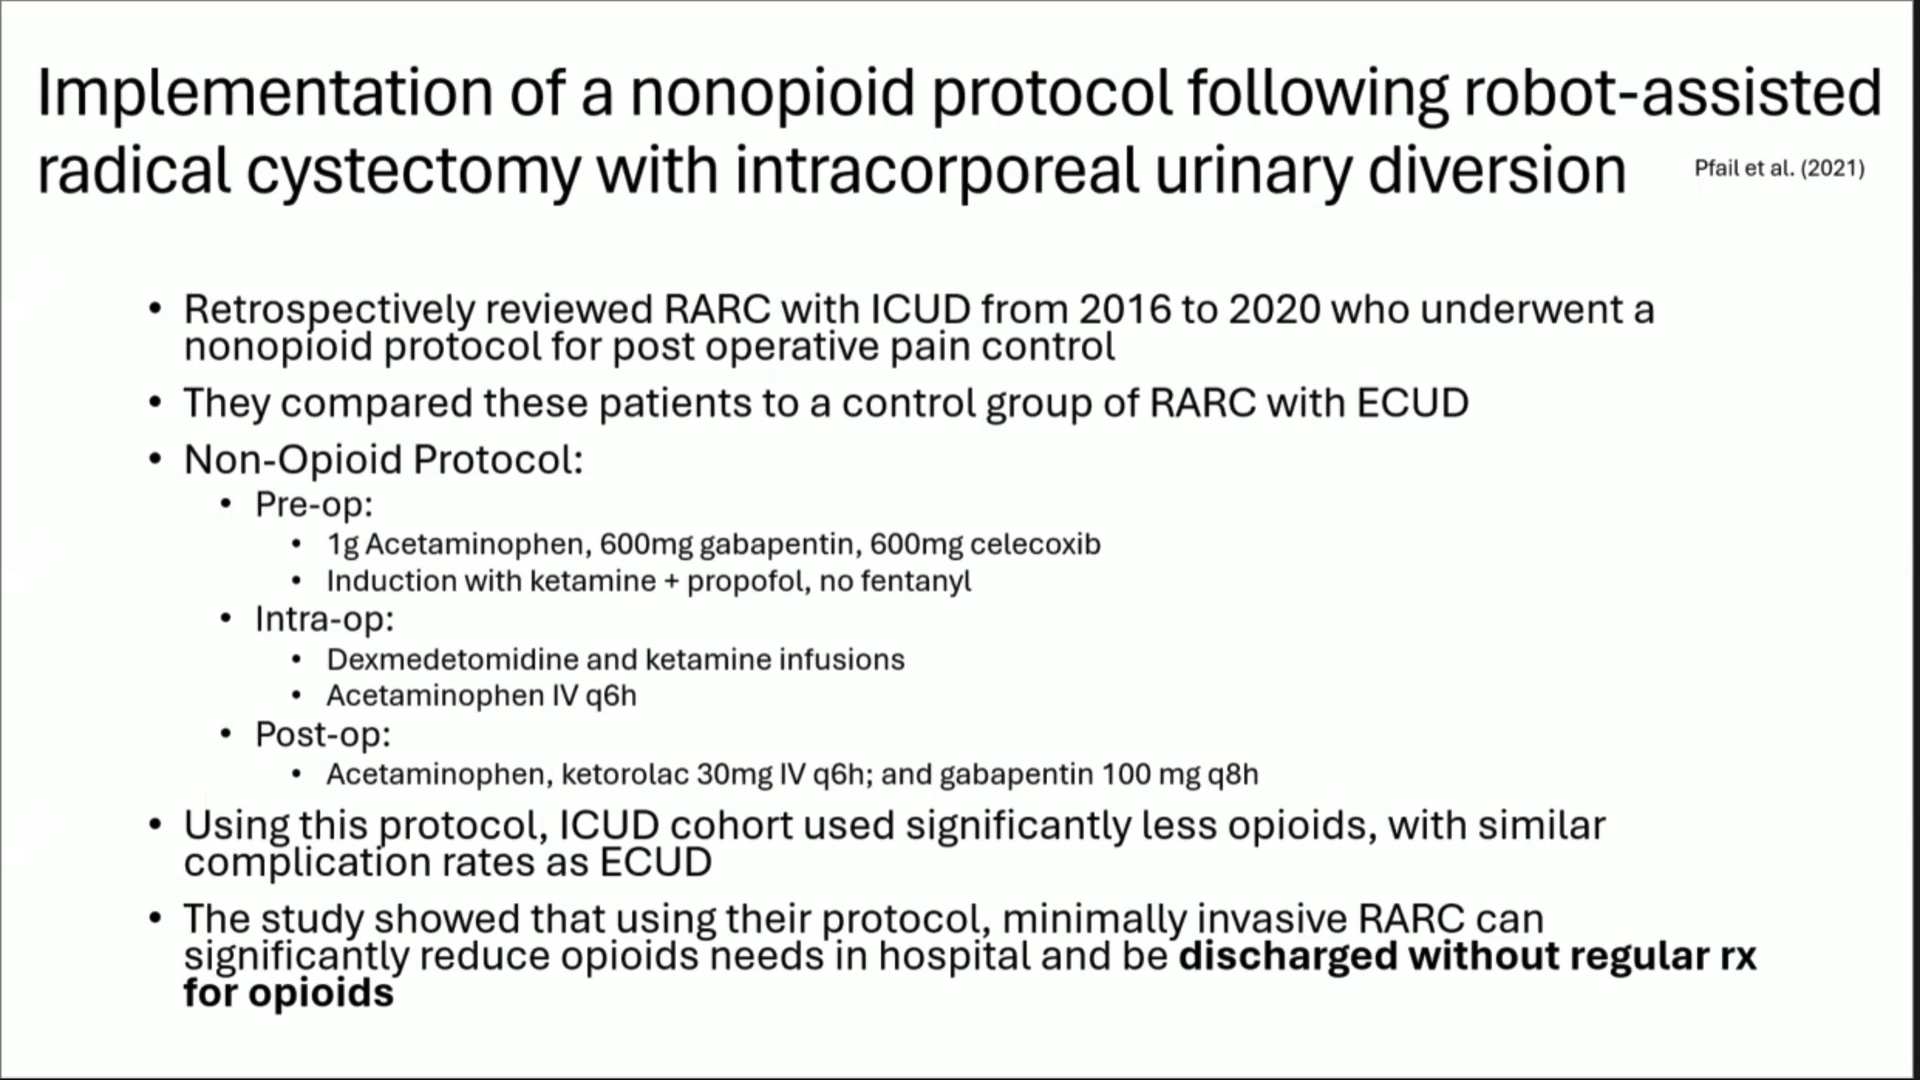 Implementation of a nonopioid protocol following robot-assisted
radical cystectomy with intracorporeal urinary diversion Pfail et al. (2021)
• Retrospectively reviewed RARC with ICUD from 2016 to 2020 who underwent a
nonopioid protocol for post operative pain control
• They compared these patients to a control group of RARC with ECUD
• Non-Opioid Protocol:
• Pre-op:
• 1g Acetaminophen, 600mg gabapentin, 600mg celecoxib
• Induction with ketamine + propofol, no fentanyl
• Intra-op:
• Dexmedetomidine and ketamine infusions
• Acetaminophen IV q6h
• Post-op:
• Acetaminophen, ketorolac 30mg IV q6h; and gabapentin 100 mg q8h
• Using this protocol, ICUD cohort used significantly less opioids, with similar
complication rates as ECUD
• The study showed that using their protocol, minimally invasive RARC can
significantly reduce opioids needs in hospital and be discharged without regular rx
for opioids